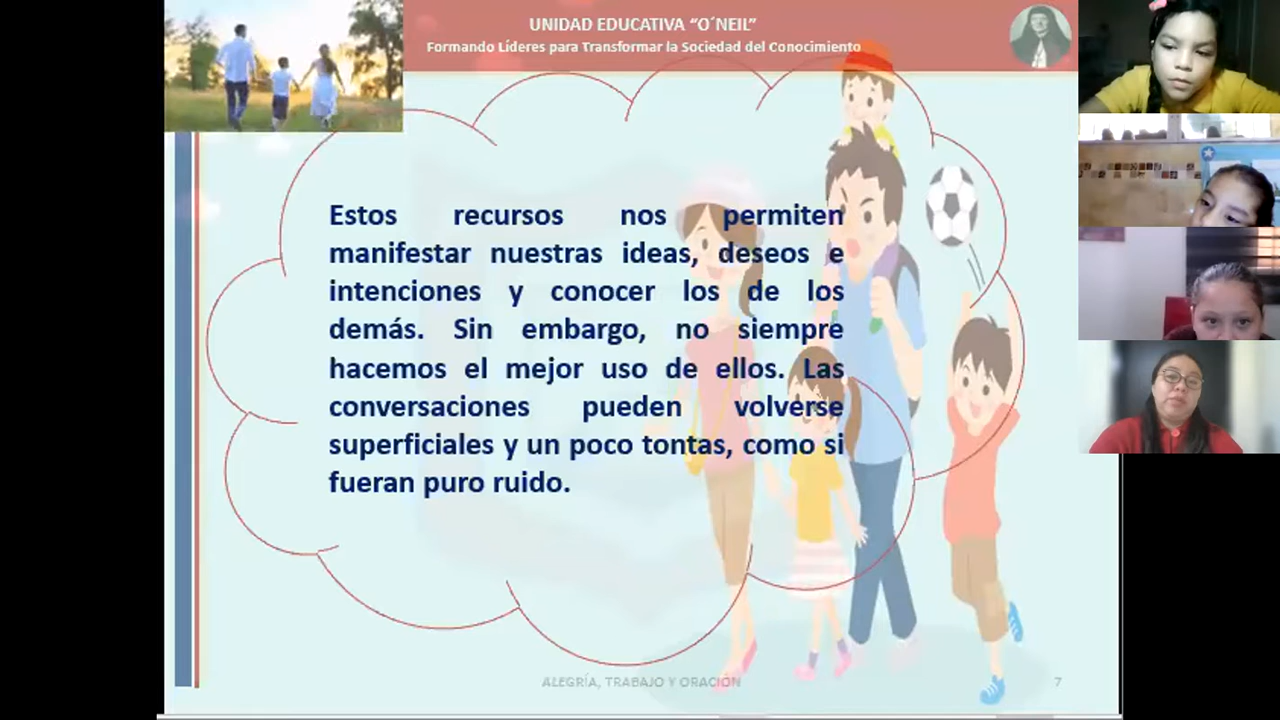 UNIDAD EDUCATIVA “O´NEIL”
Formando Líderes para Transformar la Sociedad del Conocimiento
Estos recursos nos permiten
manifestar nuestras ideas, deseos e
intenciones y conocer los de los
demás. Sin embargo, no siempre
hacemos el mejor uso de ellos. Las
conversaciones pueden volverse
superficiales y un poco tontas, como si
fueran puro ruido.
ALEGRÍA, TRABAJO Y ORACIÓN
7